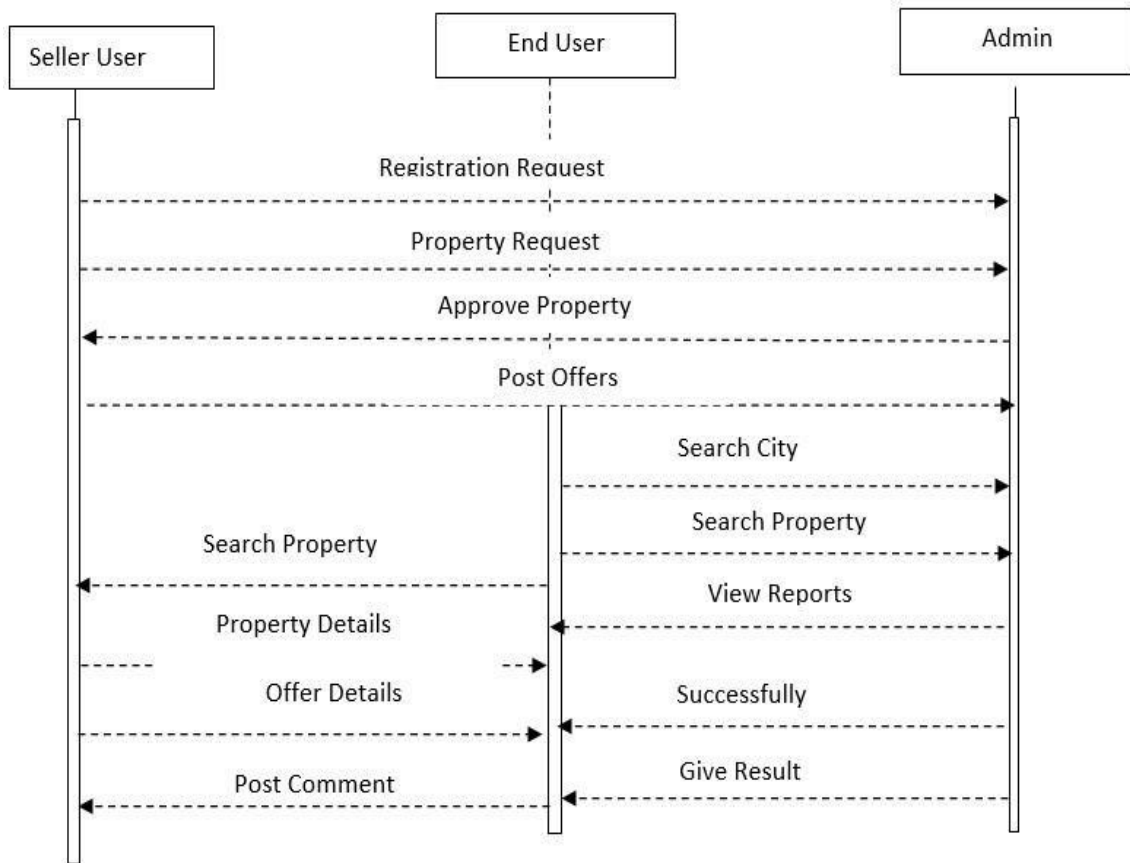 Seller User
End User
Admin
Registration Request
Property Request
Approve Property
Post Offers
Search City
Search Property
Search Property
View Reports
Property Details
Offer Details
Successfully
Give Result
Post Comment